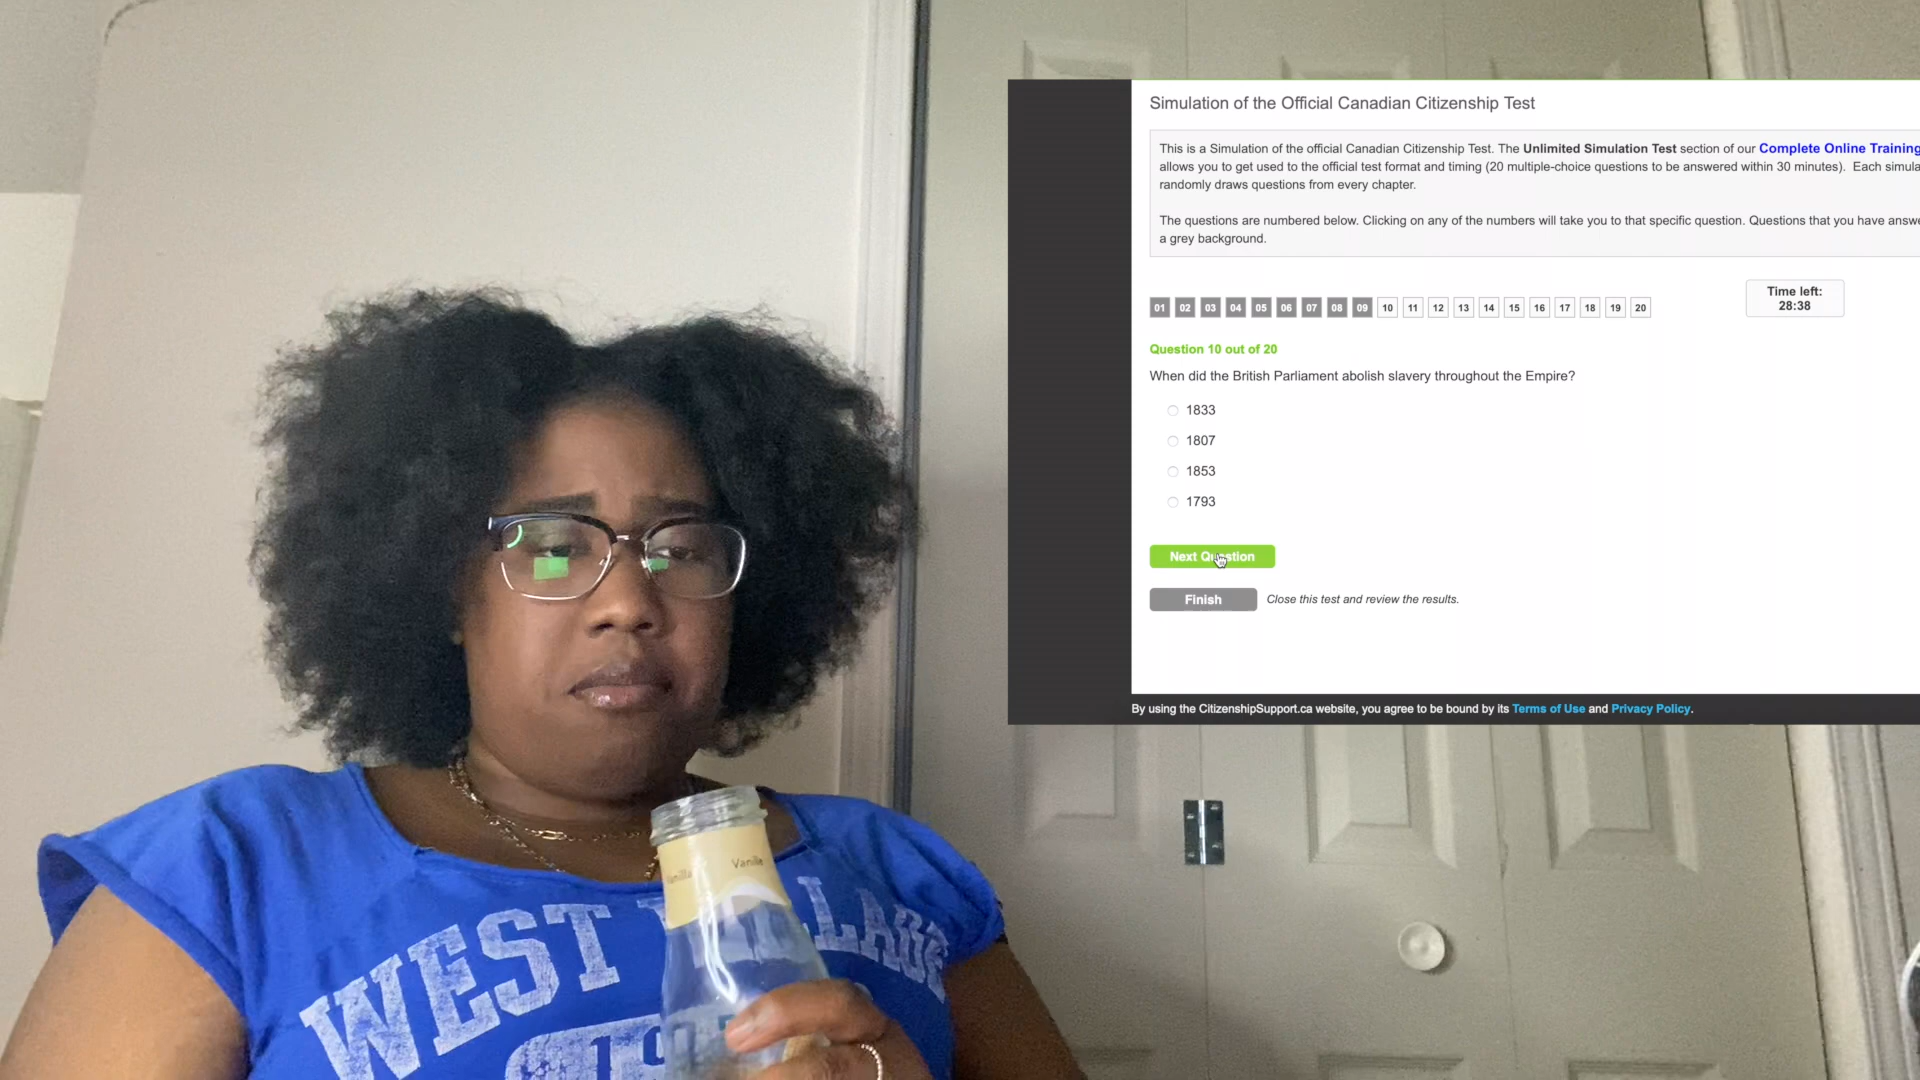 Simulation of the Official Canadian Citizenship Test
This is a Simulation of the official Canadian Citizenship Test. The Unlimited Simulation Test section of our Complete Online Training
allows you to get used to the official test format and timing (20 multiple-choice questions to be answered within 30 minutes). Each
randomly draws questions from every chapter.
The questions are numbered below. Clicking on any of the numbers will take you to that specific question. Questions that you have
a grey background.
Time left:
28:38
01 02 03 04 05 06 07 08 09 10 11 12 13 14 15 16 17 18 19 20
Question 10 out of 20
When did the British Parliament abolish slavery throughout the Empire?
1833
1807
1853
1793
Next Question
Finish Close this test and review the results.
By using the CitizenshipSupport.ca website, you agree to be bound by its Terms of Use and Privacy Policy.
Vanille
WEST